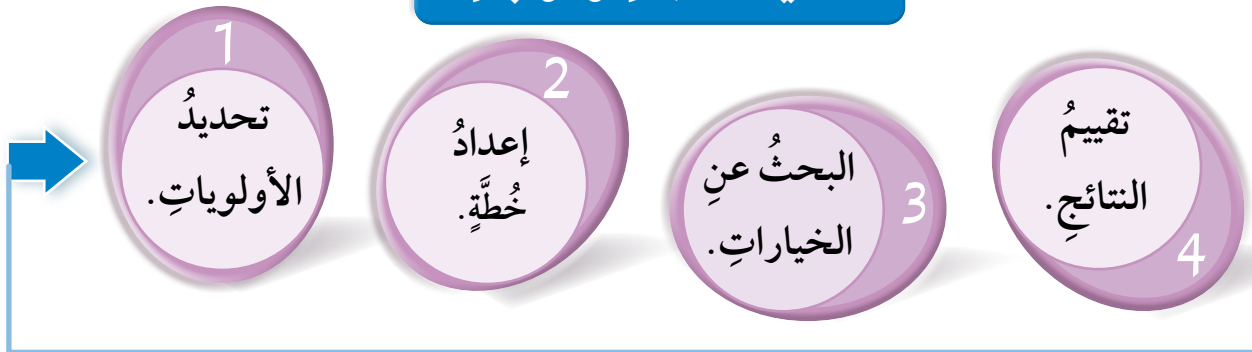 1
تحديدُ
الأولوياتِ.
2
إعدادُ
خُطَّةٍ.
3
البحثُ عنِ
الخياراتِ.
4
تقييمُ
النتائجِ.